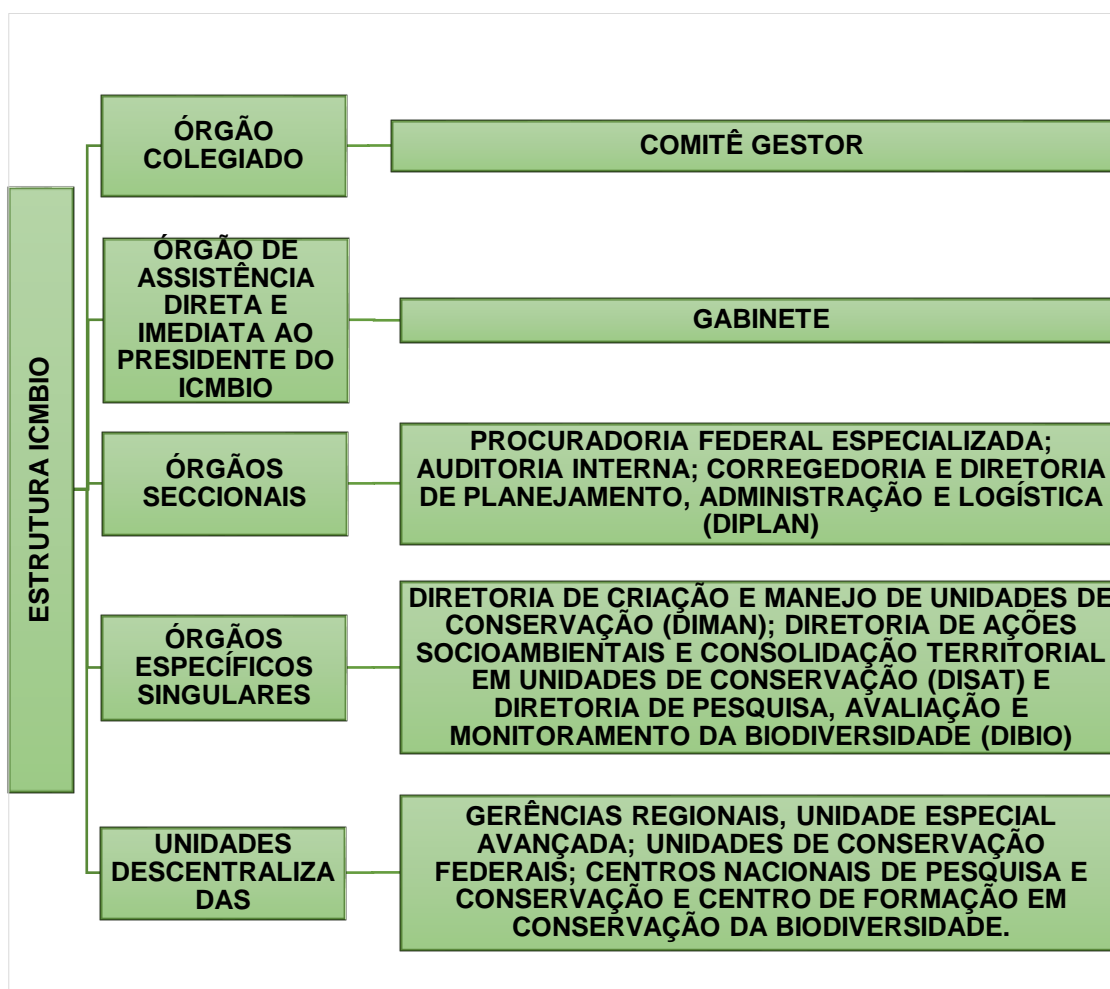 ESTRUTURA ICMBIO
ÓRGÃO
COLEGIADO
COMITÊ GESTOR
ÓRGÃO DE
ASSISTÊNCIA
DIRETA E
IMEDIATA AO
PRESIDENTE DO
ICMBIO
GABINETE
ÓRGÃOS
SECCIONAIS
PROCURADORIA FEDERAL ESPECIALIZADA;
AUDITORIA INTERNA; CORREGEDORIA E DIRETORIA
DE PLANEJAMENTO, ADMINISTRAÇÃO E LOGÍSTICA
(DIPLAN)
ÓRGÃOS
ESPECÍFICOS
SINGULARES
DIRETORIA DE CRIAÇÃO E MANEJO DE UNIDADES DE
CONSERVAÇÃO (DIMAN); DIRETORIA DE AÇÕES
SOCIOAMBIENTAIS E CONSOLIDAÇÃO TERRITORIAL
EM UNIDADES DE CONSERVAÇÃO (DISAT) E
DIRETORIA DE PESQUISA, AVALIAÇÃO E
MONITORAMENTO DA BIODIVERSIDADE (DIBIO)
UNIDADES
DESCENTRALIZA
DAS
GERÊNCIAS REGIONAIS, UNIDADE ESPECIAL
AVANÇADA; UNIDADES DE CONSERVAÇÃO
FEDERAIS; CENTROS NACIONAIS DE PESQUISA E
CONSERVAÇÃO E CENTRO DE FORMAÇÃO EM
CONSERVAÇÃO DA BIODIVERSIDADE.